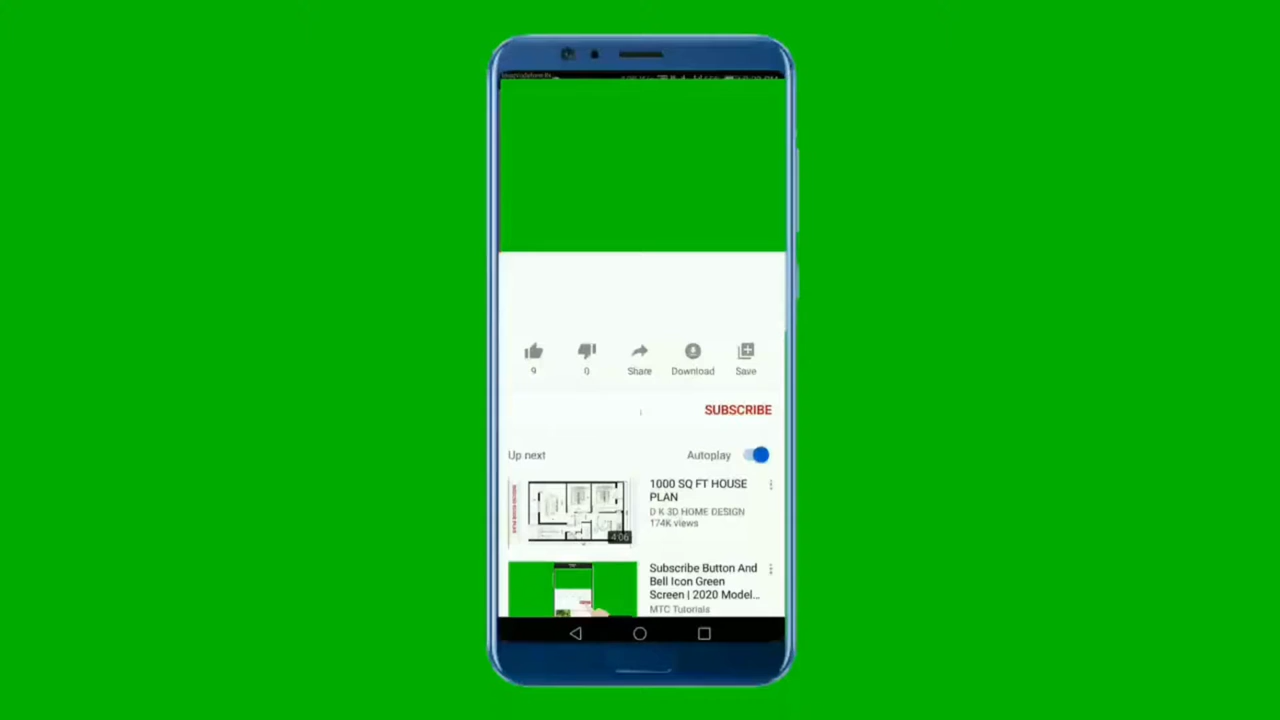 9
0
Share
Download
Save
SUBSCRIBE
Up next
Autoplay
1000 SQ FT HOUSE
PLAN
D K 3D HOME DESIGN
174K views
4:06
Subscribe Button And
Bell Icon Green
Screen | 2020 Model...
MTC Tutorials